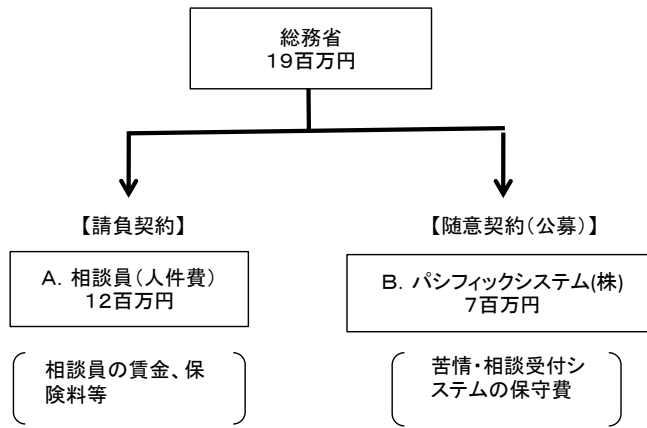 総務省
19百万円
【請負契約】
【随意契約(公募)】
A. 相談員(人件費)
12百万円
B. パシフィックシステム(株)
7百万円
相談員の賃金、保
険料等
苦情・相談受付シ
ステムの保守費